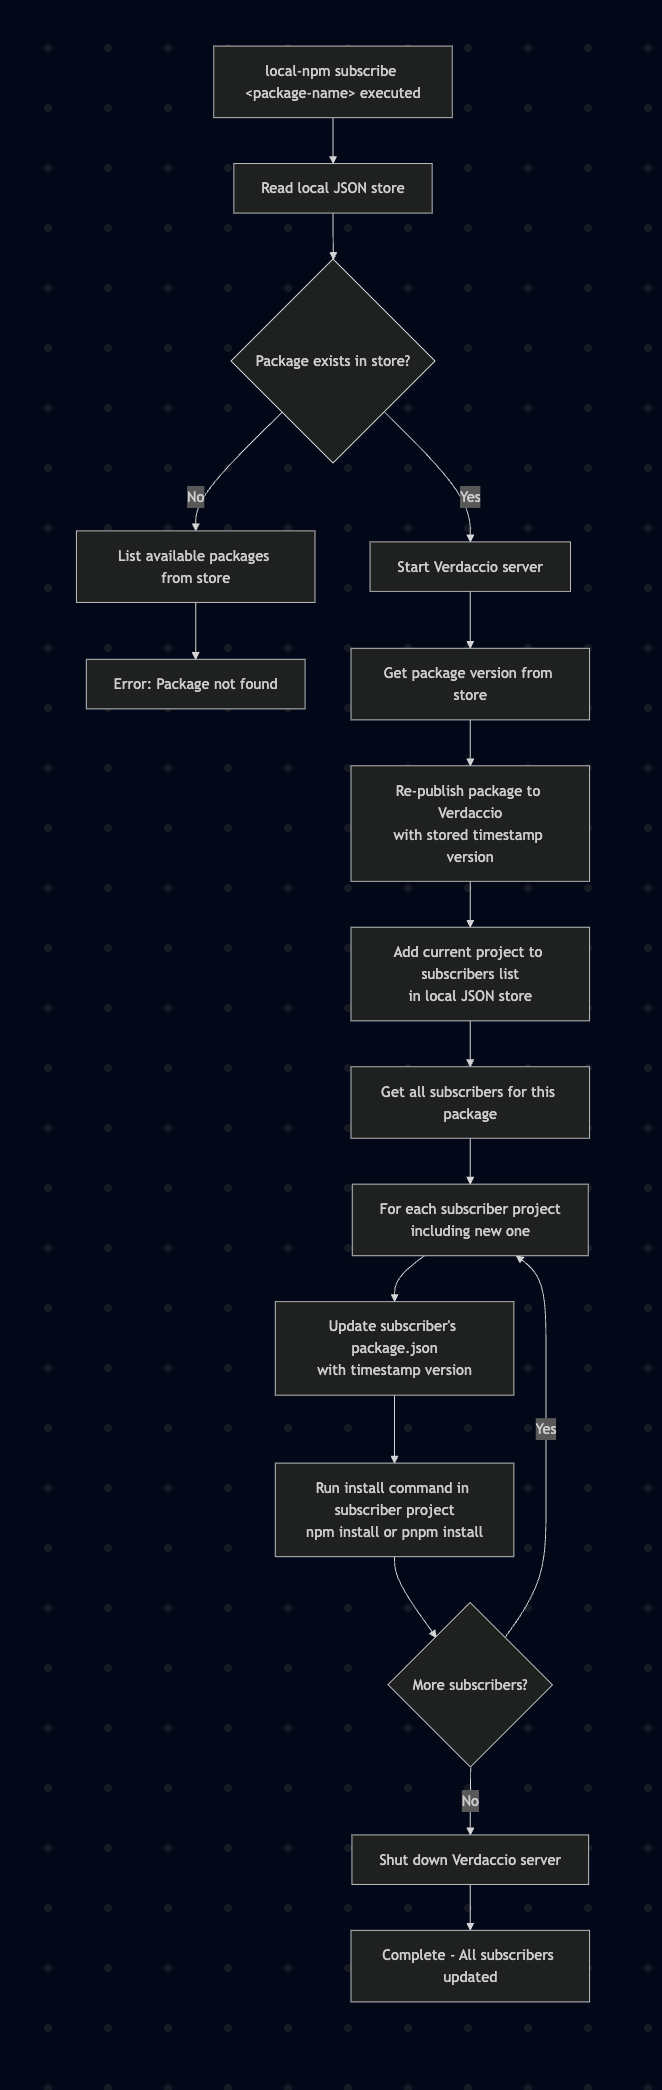 local-npm subscribe
<package-name> executed
Read local JSON store
Package exists in store?
No
Yes
List available packages
from store
Start Verdaccio server
Error: Package not found
Get package version from
store
Re-publish package to
Verdaccio
with stored timestamp
version
Add current project to
subscribers list
in local JSON store
Get all subscribers for this
package
For each subscriber project
including new one
Update subscriber's
package.json
with timestamp version
Yes
Run install command in
subscriber project
npm install or pnpm install
More subscribers?
No
Shut down Verdaccio server
Complete - All subscribers
updated